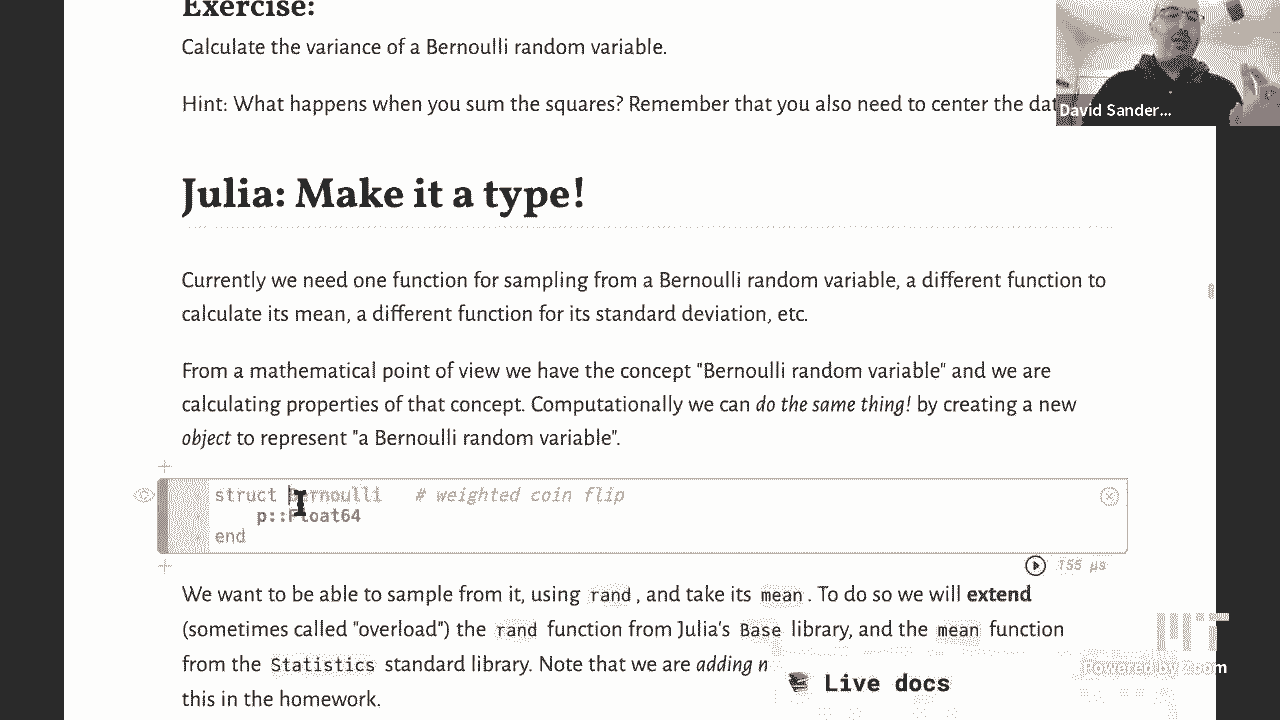 Exercise:
Calculate the variance of a Bernoulli random variable.
Hint: What happens when you sum the squares? Remember that you also need to center the dat
David Sander...
Julia: Make it a type!
Currently we need one function for sampling from a Bernoulli random variable, a different function to
calculate its mean, a different function for its standard deviation, etc.
From a mathematical point of view we have the concept "Bernoulli random variable" and we are
calculating properties of that concept. Computationally we can do the same thing! by creating a new
object to represent "a Bernoulli random variable".
struct bernoulli # weighted coin flip
p::Float64
end
155 µs
We want to be able to sample from it, using rand, and take its mean. To do so we will extend
(sometimes called "overload") the rand function from Julia's Base library, and the mean function
from the Statistics standard library. Note that we are adding n
this in the homework.
Live docs
MIT
Powered by Zoom